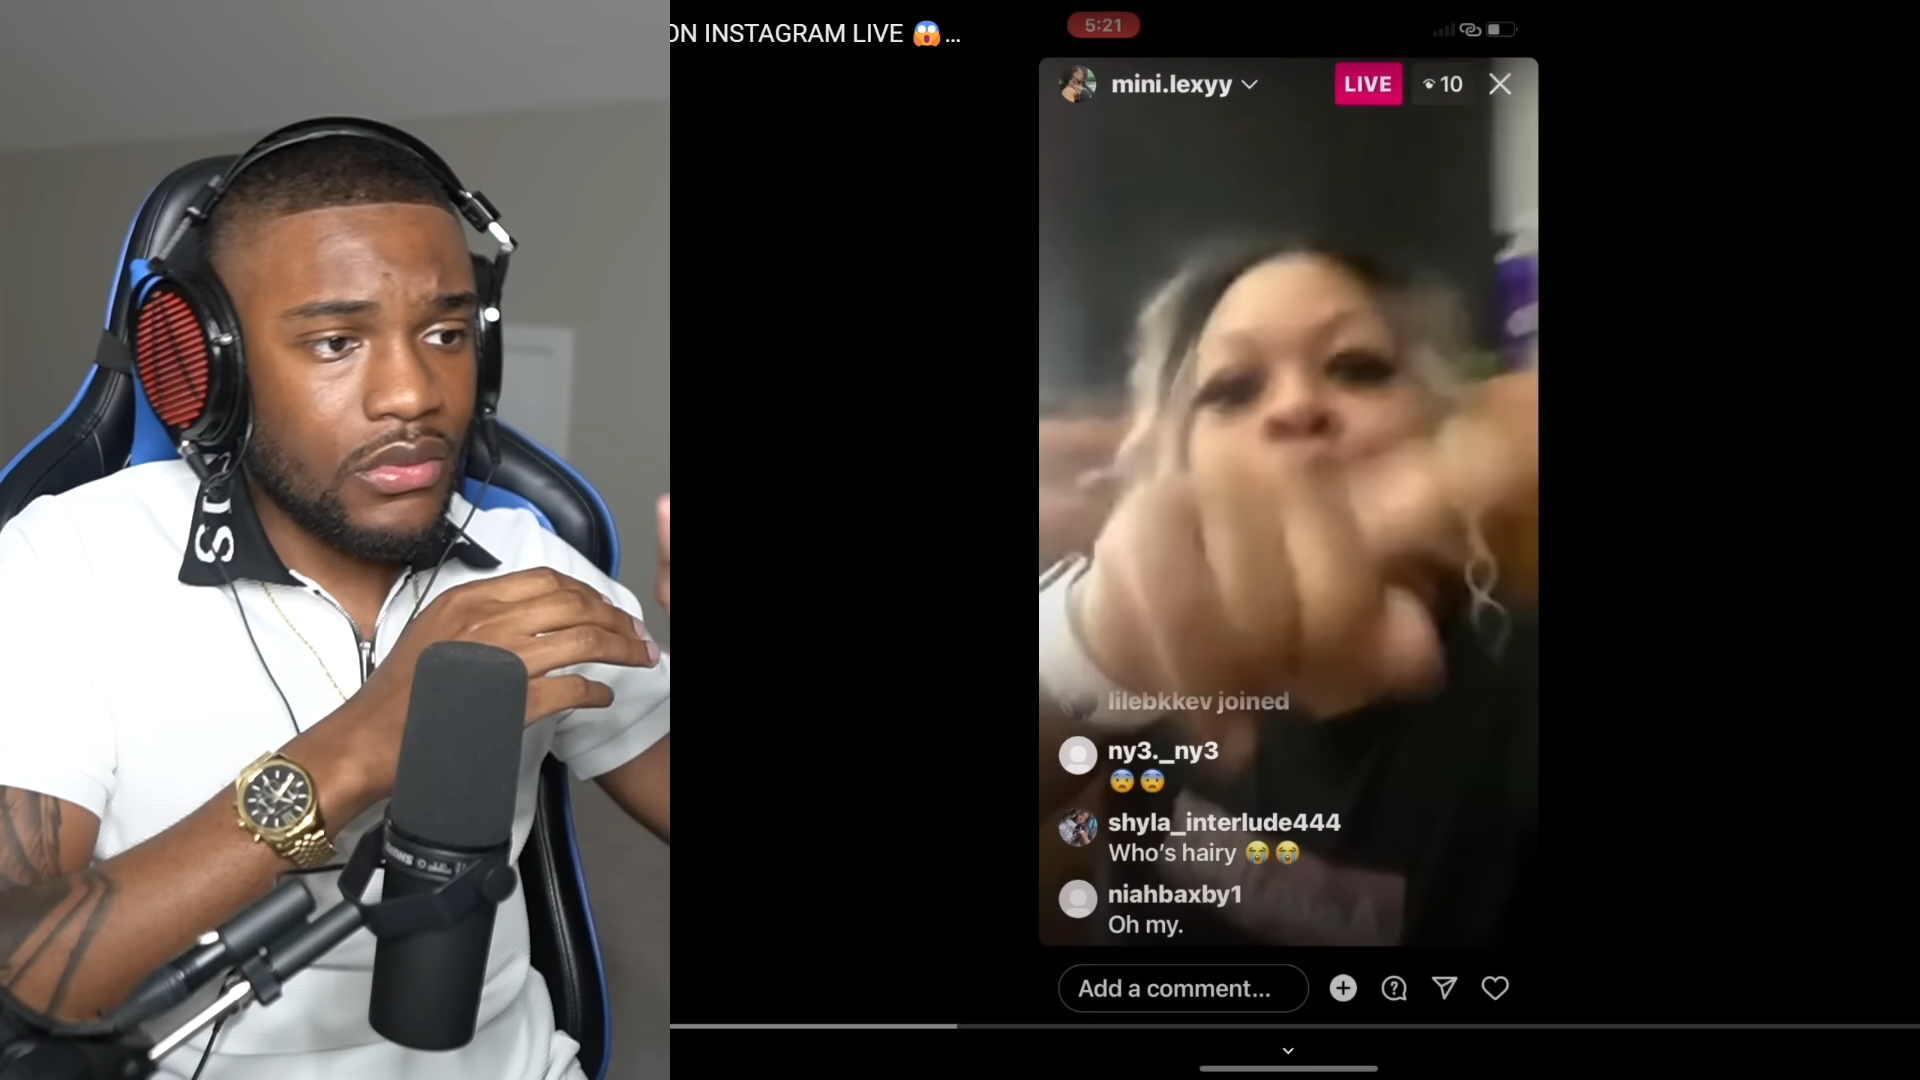 ON INSTAGRAM LIVE 😱...
5:21
mini.lexyy
LIVE
10
lilebkkev joined
ny3._ny3
😨😨
shyla_interlude444
Who's hairy 😭😭
niahbaxby1
Oh my.
Add a comment...